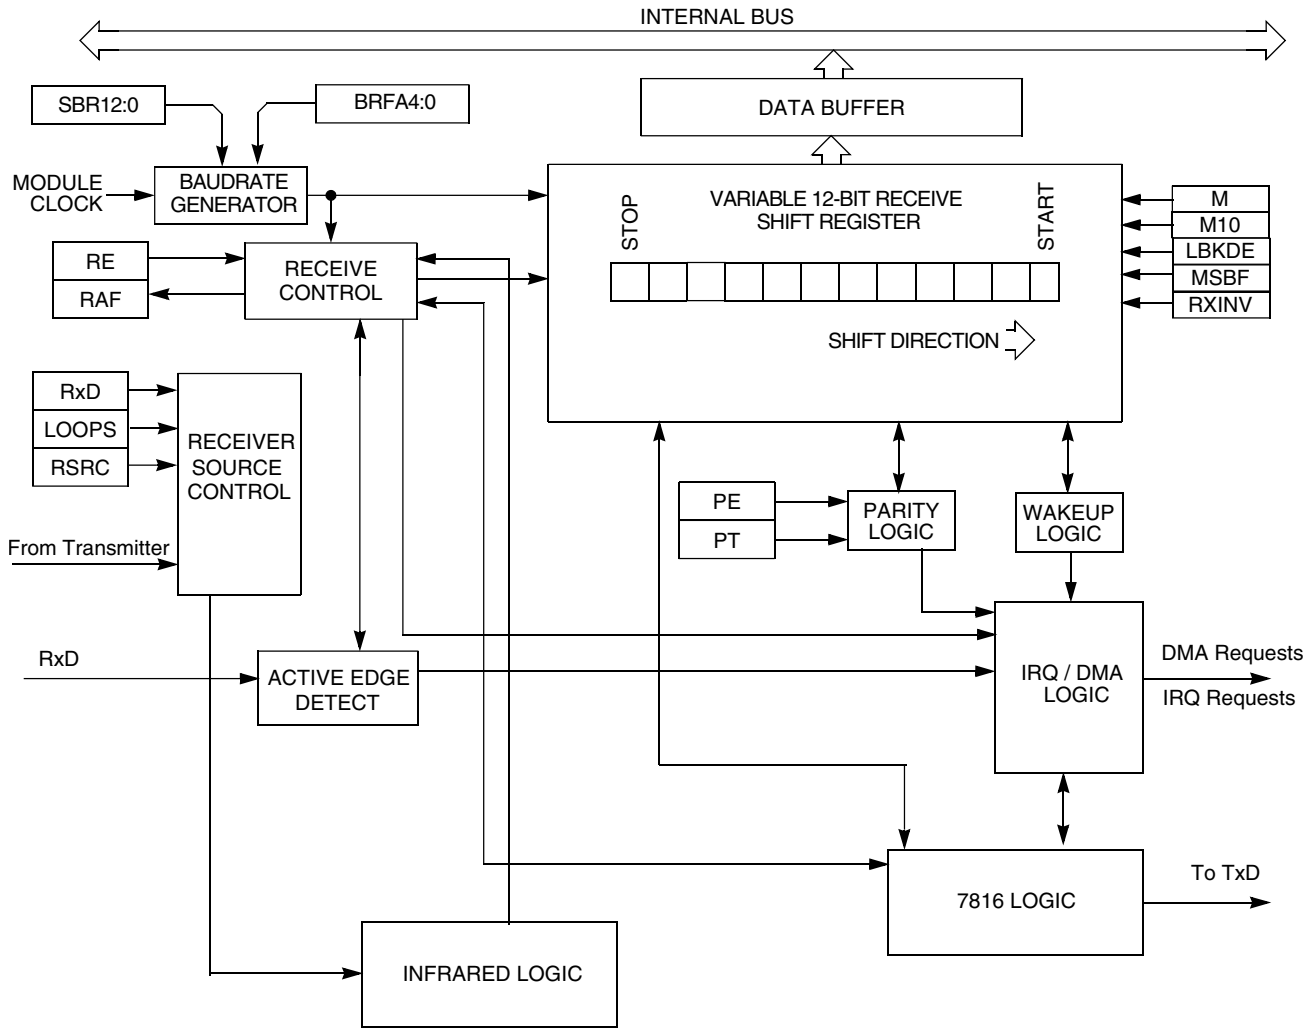 INTERNAL BUS
SBR12:0
BRFA4:0
DATA BUFFER
MODULE
CLOCK
BAUDRATE
GENERATOR
VARIABLE 12-BIT RECEIVE
SHIFT REGISTER
STOP
START
M
M10
LBKDE
MSBF
RXINV
RE
RAF
RECEIVE
CONTROL
SHIFT DIRECTION
RxD
LOOPS
RSRC
RECEIVER
SOURCE
CONTROL
From Transmitter
PE
PT
PARITY
LOGIC
WAKEUP
LOGIC
RxD
ACTIVE EDGE
DETECT
IRQ / DMA
LOGIC
DMA Requests
IRQ Requests
7816 LOGIC
To TxD
INFRARED LOGIC